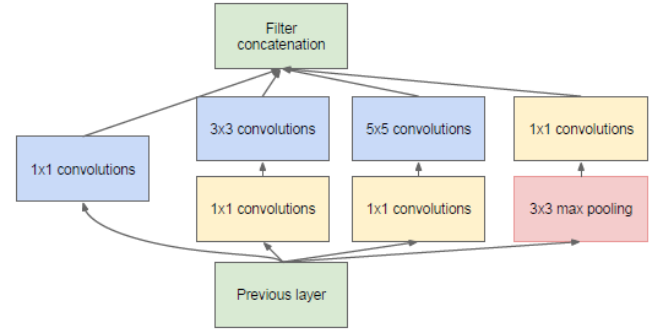 Filter
concatenation
3x3 convolutions
5x5 convolutions
1x1 convolutions
1x1 convolutions
1x1 convolutions
1x1 convolutions
3x3 max pooling
Previous layer